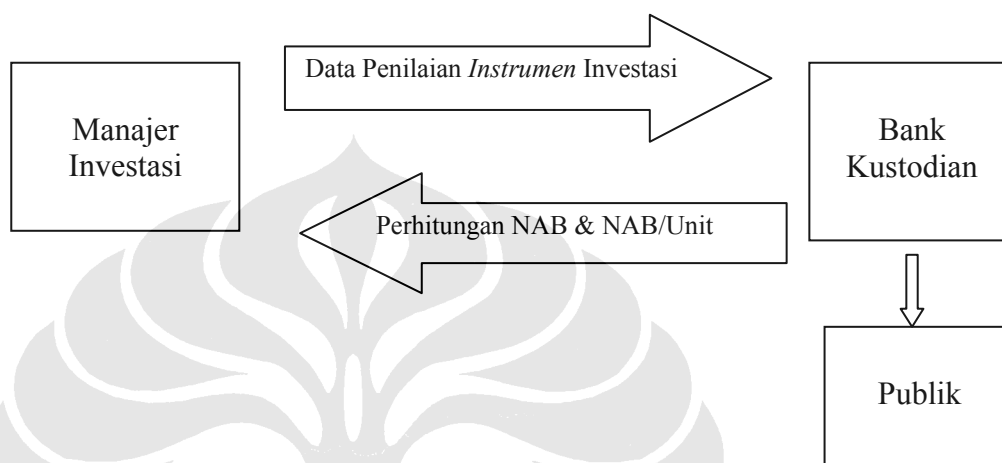 Data Penilaian Instrumen Investasi
Manajer
Investasi
Bank
Kustodian
Perhitungan NAB & NAB/Unit
Publik